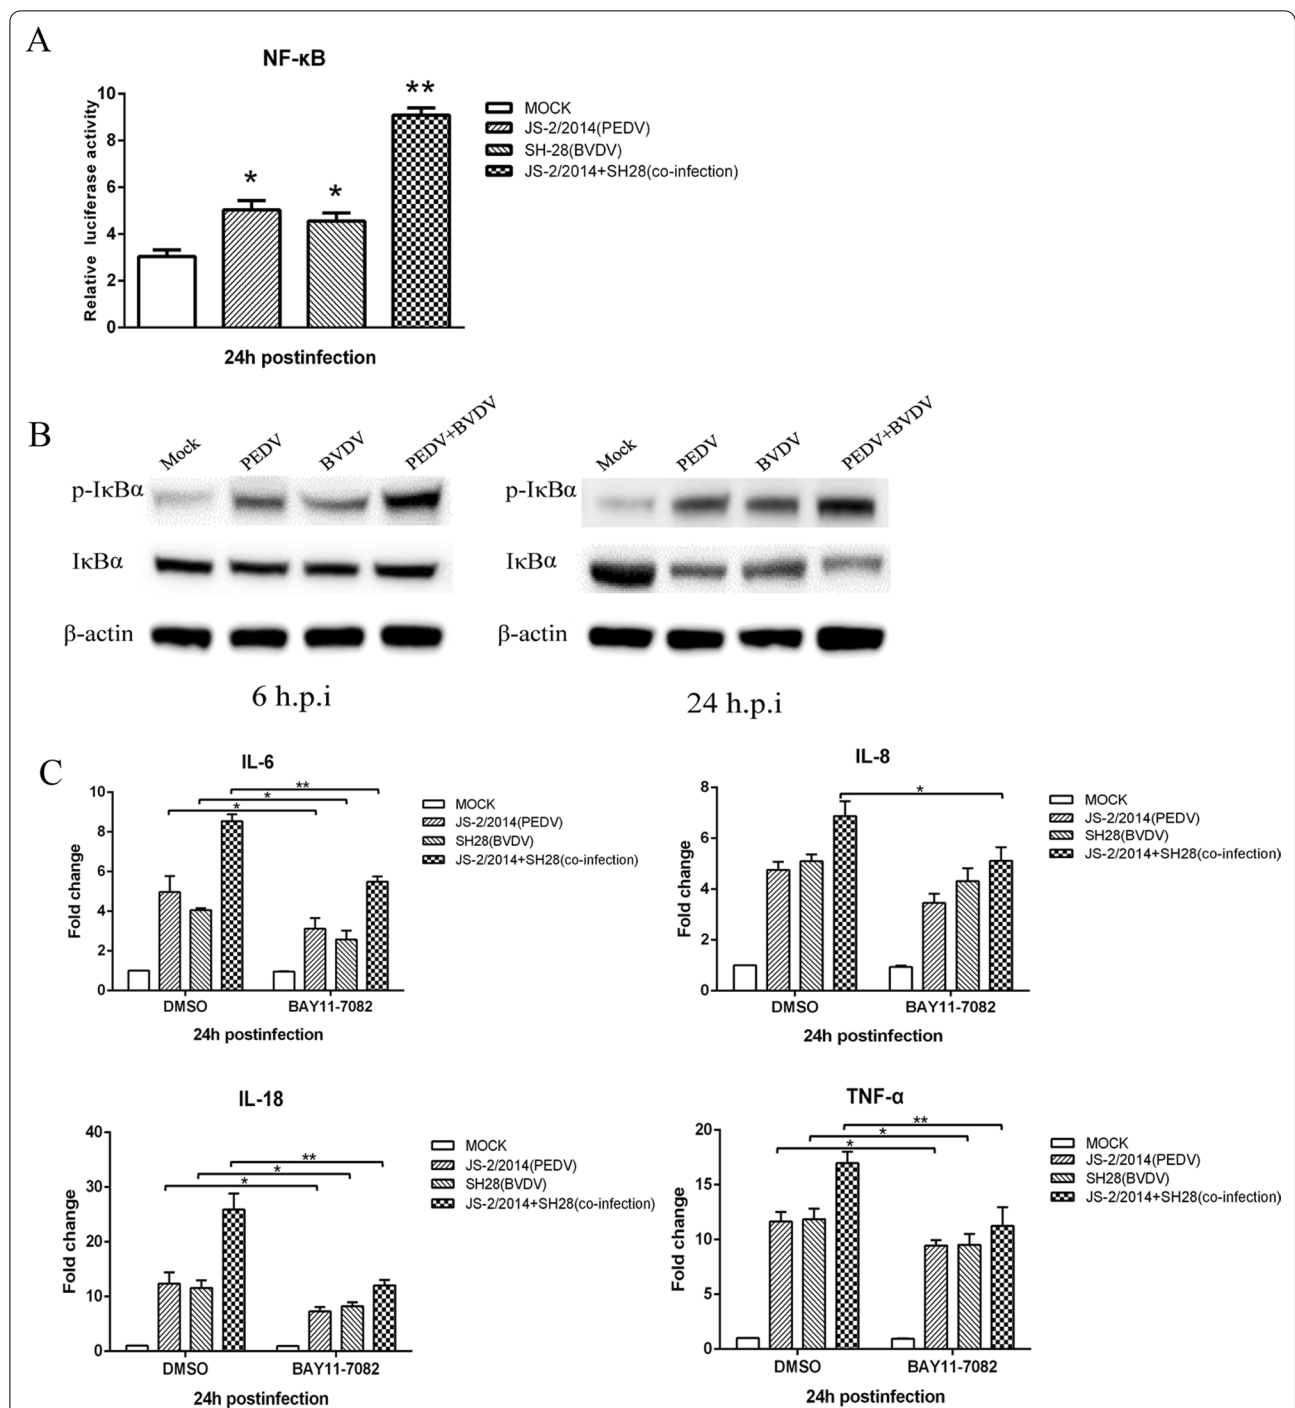 A
NF-κB
Relative luciferase activity
10
8
6
4
2
0
*
*
**
MOCK
JS-2/2014(PEDV)
SH-28(BVDV)
JS-2/2014+SH28(co-infection)
24h postinfection
B
Mock
PEDV
BVDV
PEDV+BVDV
p-IκBα
IκBα
β-actin
6 h.p.i
Mock
PEDV
BVDV
PEDV+BVDV
p-IκBα
IκBα
β-actin
24 h.p.i
C
IL-6
Fold change
10
8
6
4
2
0
**
*
*
DMSO
BAY11-7082
24h postinfection
MOCK
JS-2/2014(PEDV)
SH28(BVDV)
JS-2/2014+SH28(co-infection)
IL-8
Fold change
8
6
4
2
0
*
DMSO
BAY11-7082
24h postinfection
MOCK
JS-2/2014(PEDV)
SH28(BVDV)
JS-2/2014+SH28(co-infection)
IL-18
Fold change
40
30
20
10
0
**
*
*
DMSO
BAY11-7082
24h postinfection
MOCK
JS-2/2014(PEDV)
SH28(BVDV)
JS-2/2014+SH28(co-infection)
TNF-α
Fold change
20
15
10
5
0
**
*
*
DMSO
BAY11-7082
24h postinfection
MOCK
JS-2/2014(PEDV)
SH28(BVDV)
JS-2/2014+SH28(co-infection)